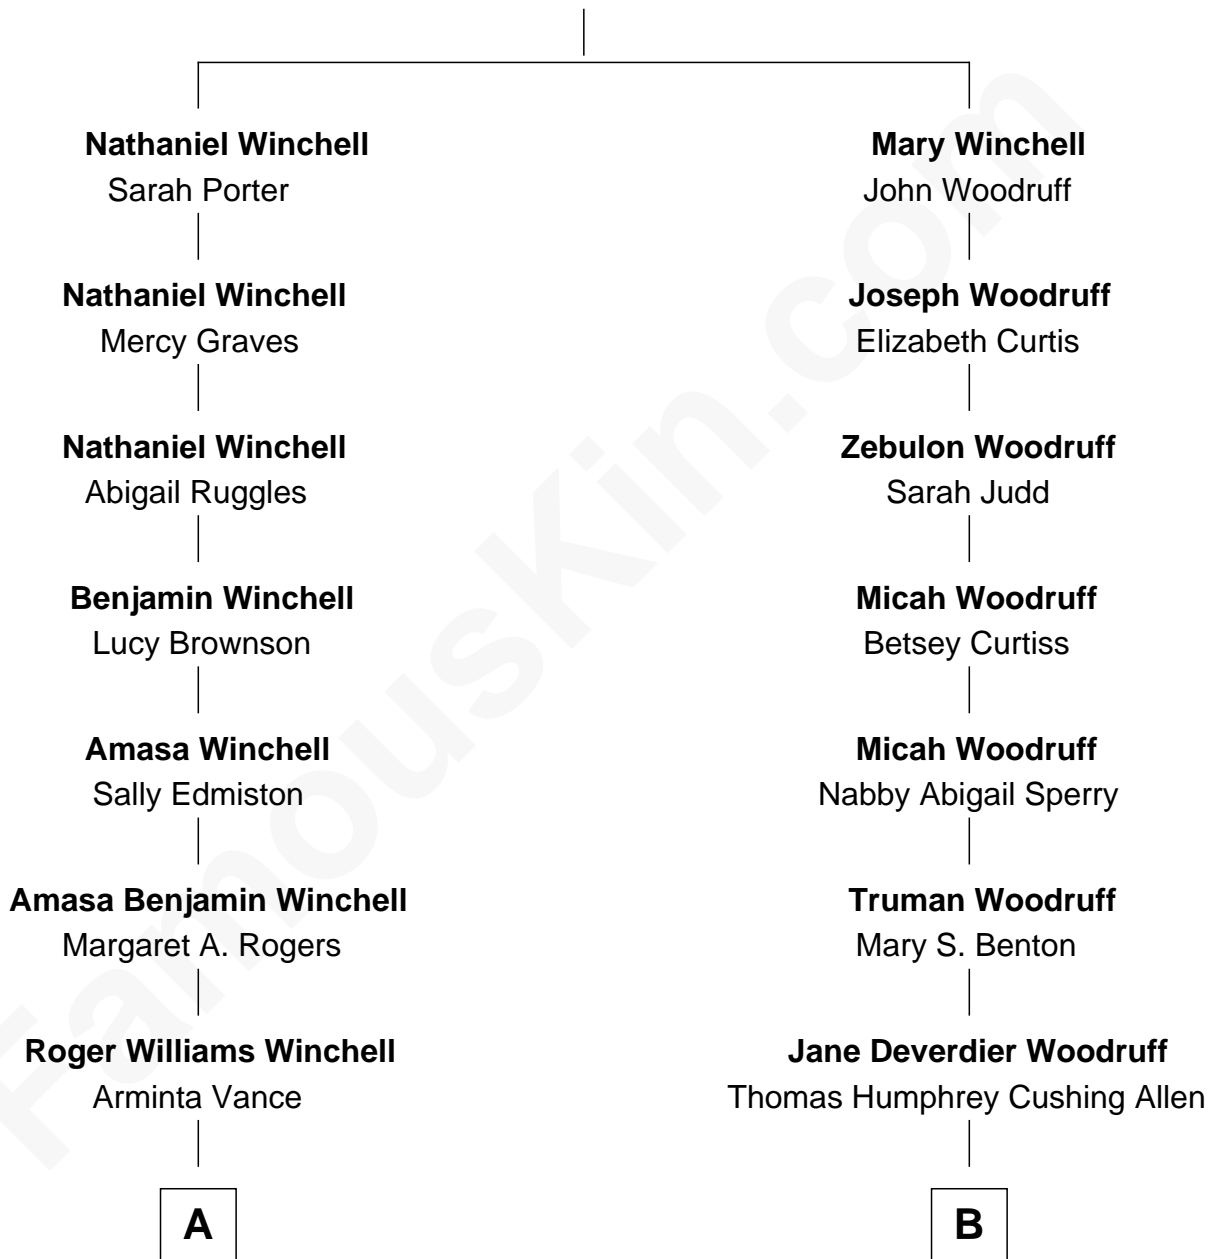 Nathaniel Winchell
Sarah Porter
Nathaniel Winchell
Mercy Graves
Nathaniel Winchell
Abigail Ruggles
Benjamin Winchell
Lucy Brownson
Amasa Winchell
Sally Edmiston
Amasa Benjamin Winchell
Margaret A. Rogers
Roger Williams Winchell
Arminta Vance
A
Mary Winchell
John Woodruff
Joseph Woodruff
Elizabeth Curtis
Zebulon Woodruff
Sarah Judd
Micah Woodruff
Betsey Curtiss
Micah Woodruff
Nabby Abigail Sperry
Truman Woodruff
Mary S. Benton
Jane Deverdier Woodruff
Thomas Humphrey Cushing Allen
B
FamousKin.com